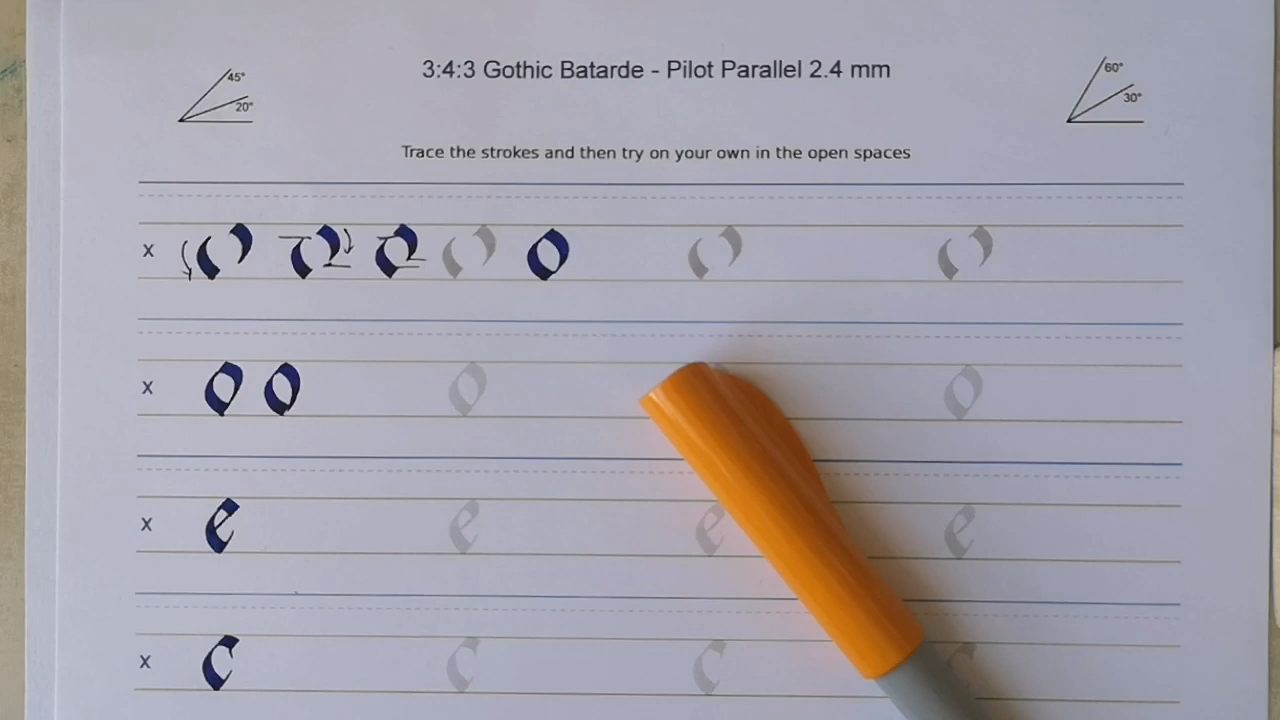 3:4:3 Gothic Batarde - Pilot Parallel 2.4 mm
45° 20° 60° 30°
Trace the strokes and then try on your own in the open spaces
x o
x o o o o
x e e e e
x c c c c